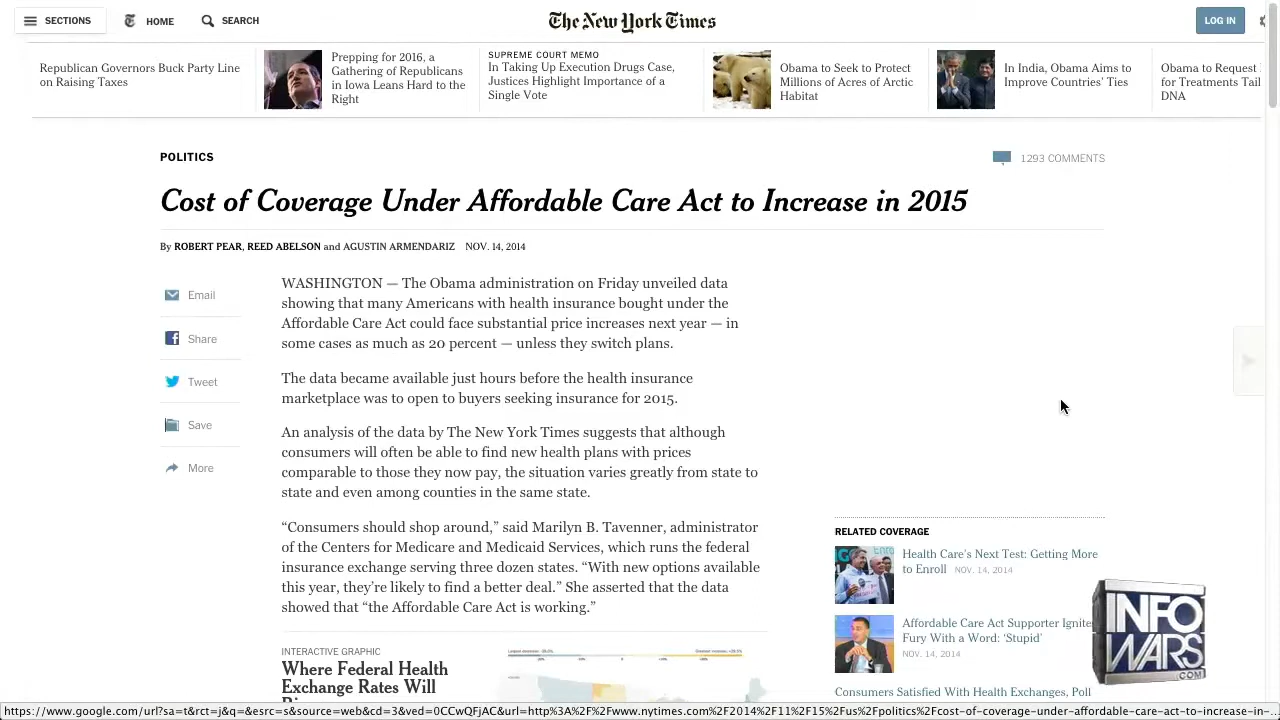 SECTIONS
HOME
SEARCH
The New York Times
LOG IN
Republican Governors Buck Party Line
on Raising Taxes
Prepping for 2016, a
Gathering of Republicans
in Iowa Leans Hard to the
Right
SUPREME COURT MEMO
In Taking Up Execution Drugs Case,
Justices Highlight Importance of a
Single Vote
Obama to Seek to Protect
Millions of Acres of Arctic
Habitat
In India, Obama Aims to
Improve Countries' Ties
Obama to Request
for Treatments Tail
DNA
POLITICS
1293 COMMENTS
Cost of Coverage Under Affordable Care Act to Increase in 2015
By ROBERT PEAR, REED ABELSON and AGUSTIN ARMENDARIZ NOV. 14, 2014
Email
Share
Tweet
Save
More
WASHINGTON — The Obama administration on Friday unveiled data
showing that many Americans with health insurance bought under the
Affordable Care Act could face substantial price increases next year — in
some cases as much as 20 percent — unless they switch plans.
The data became available just hours before the health insurance
marketplace was to open to buyers seeking insurance for 2015.
An analysis of the data by The New York Times suggests that although
consumers will often be able to find new health plans with prices
comparable to those they now pay, the situation varies greatly from state to
state and even among counties in the same state.
“Consumers should shop around,” said Marilyn B. Tavenner, administrator
of the Centers for Medicare and Medicaid Services, which runs the federal
insurance exchange serving three dozen states. “With new options available
this year, they’re likely to find a better deal.” She asserted that the data
showed that “the Affordable Care Act is working.”
INTERACTIVE GRAPHIC
Where Federal Health
Exchange Rates Will
RELATED COVERAGE
Health Care’s Next Test: Getting More
to Enroll NOV. 14, 2014
Affordable Care Act Supporter Ignite
Fury With a Word: ‘Stupid’
NOV. 14, 2014
Consumers Satisfied With Health Exchanges, Poll
INFO
WARS
.COM
https://www.google.com/url?sa=t&rct=j&q=&esrc=s&source=web&cd=3&ved=0CCwQFjAC&url=http%3A%2F%2Fwww.nytimes.com%2F2014%2F11%2F15%2Fus%2Fpolitics%2Fcost-of-coverage-under-affordable-care-act-to-increase-in-...